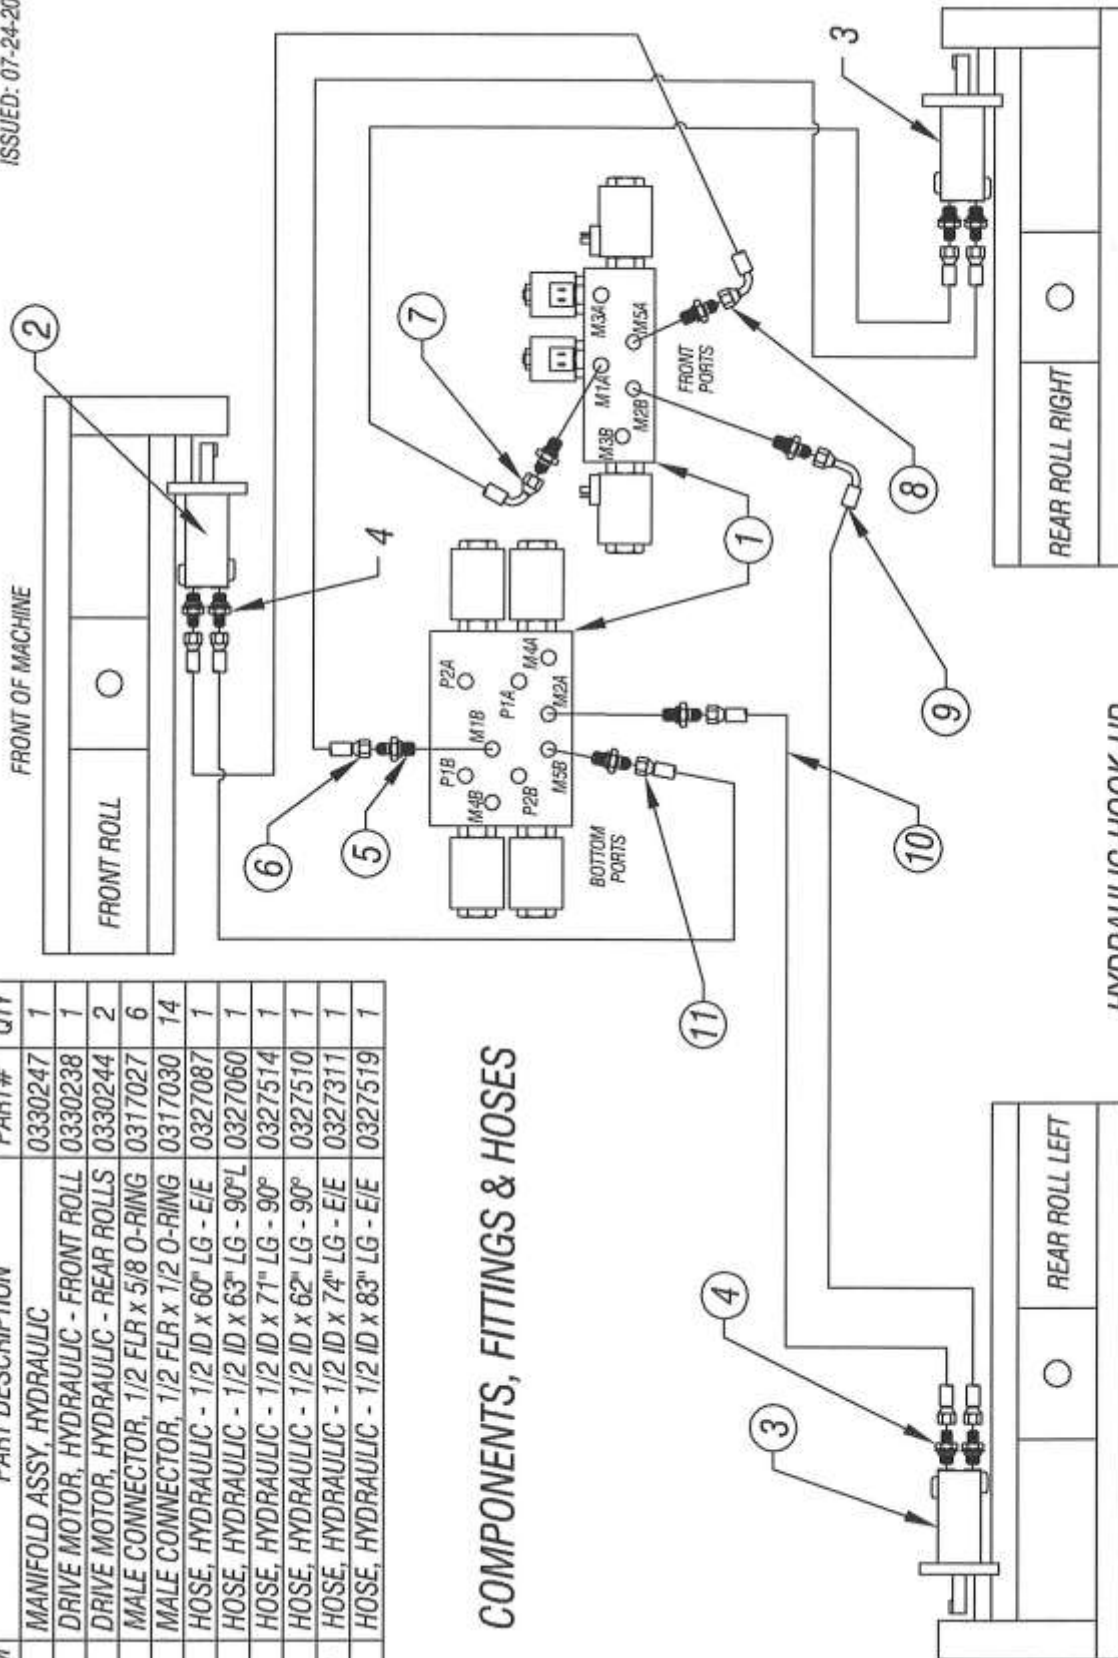 ISSUED: 07-24-20
PART DESCRIPTION PART# QTY
MANIFOLD ASSY, HYDRAULIC 0330247 1
DRIVE MOTOR, HYDRAULIC - FRONT ROLL 0330238 1
DRIVE MOTOR, HYDRAULIC - REAR ROLLS 0330244 2
MALE CONNECTOR, 1/2 FLR x 5/8 O-RING 0317027 6
MALE CONNECTOR, 1/2 FLR x 1/2 O-RING 0317030 14
HOSE, HYDRAULIC - 1/2 ID x 60" LG - E/E 0327087 1
HOSE, HYDRAULIC - 1/2 ID x 63" LG - 90°L 0327060 1
HOSE, HYDRAULIC - 1/2 ID x 71" LG - 90° 0327514 1
HOSE, HYDRAULIC - 1/2 ID x 62" LG - 90° 0327510 1
HOSE, HYDRAULIC - 1/2 ID x 74" LG - E/E 0327311 1
HOSE, HYDRAULIC - 1/2 ID x 83" LG - E/E 0327519 1
COMPONENTS, FITTINGS & HOSES
FRONT OF MACHINE
FRONT ROLL
2
4
6
5
7
P1B
P2A
M4B
M1B
P2B
P1A
M5B
M2A
M4A
BOTTOM
PORTS
M3B
M1A
M3A
M2B
M5A
FRONT
PORTS
1
11
10
9
8
3
4
3
REAR ROLL LEFT
REAR ROLL RIGHT
HYDRAULIC HOOK-UP